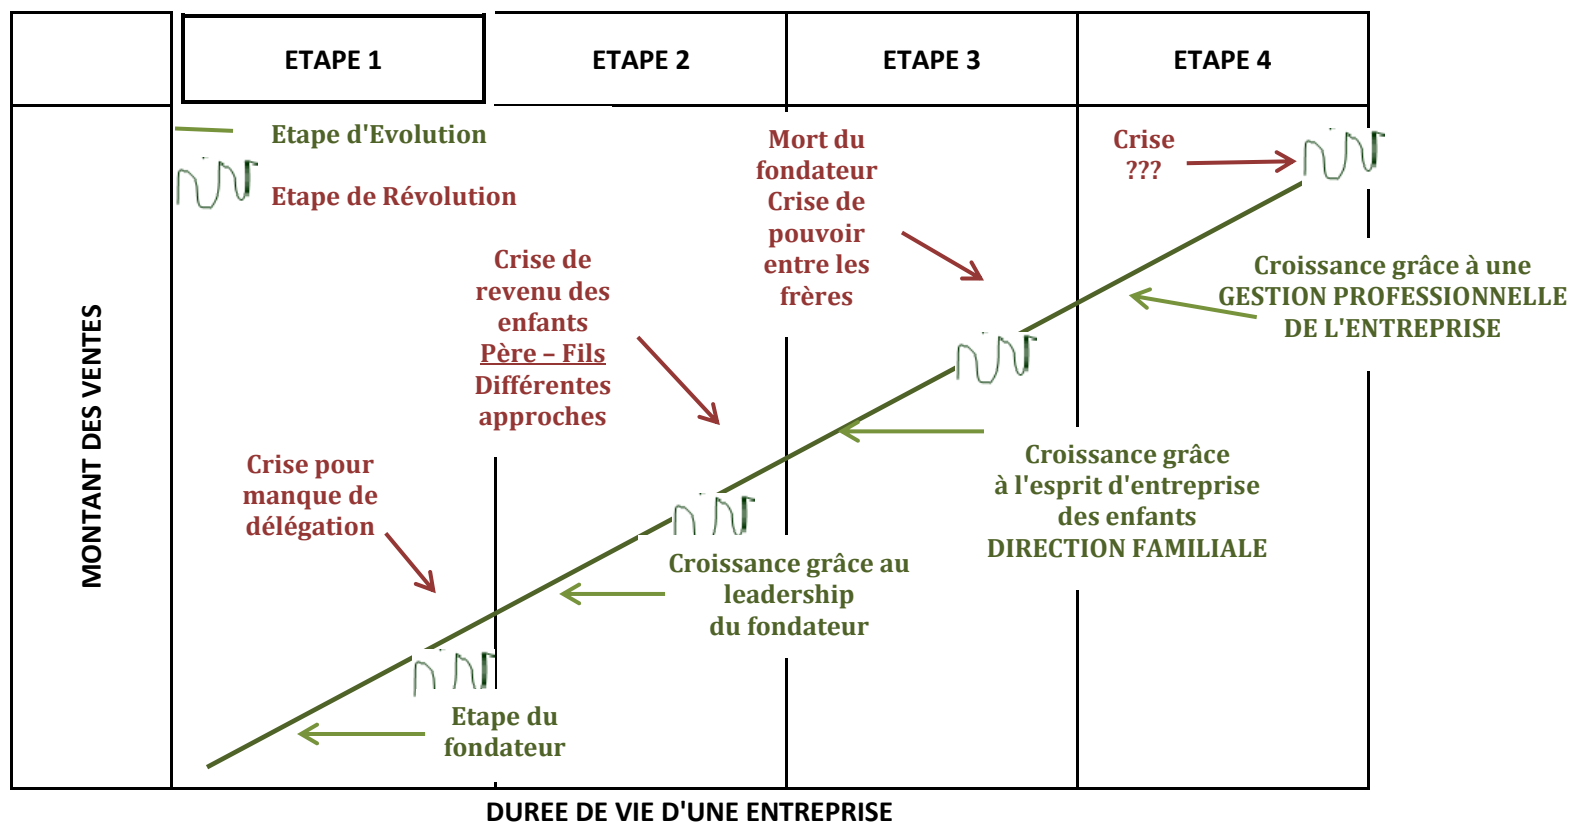 ETAPE 1
ETAPE 2
ETAPE 3
ETAPE 4
Etape d'Evolution
Etape de Révolution
Mort du
fondateur
Crise de
pouvoir
entre les
frères
Crise
???
Crise de
revenu des
enfants
Père – Fils
Différentes
approches
Croissance grâce à une
GESTION PROFESSIONNELLE
DE L'ENTREPRISE
MONTANT DES VENTES
Crise pour
manque de
délégation
Croissance grâce
à l'esprit d'entreprise
des enfants
DIRECTION FAMILIALE
Croissance grâce au
leadership
du fondateur
Etape du
fondateur
DUREE DE VIE D'UNE ENTREPRISE